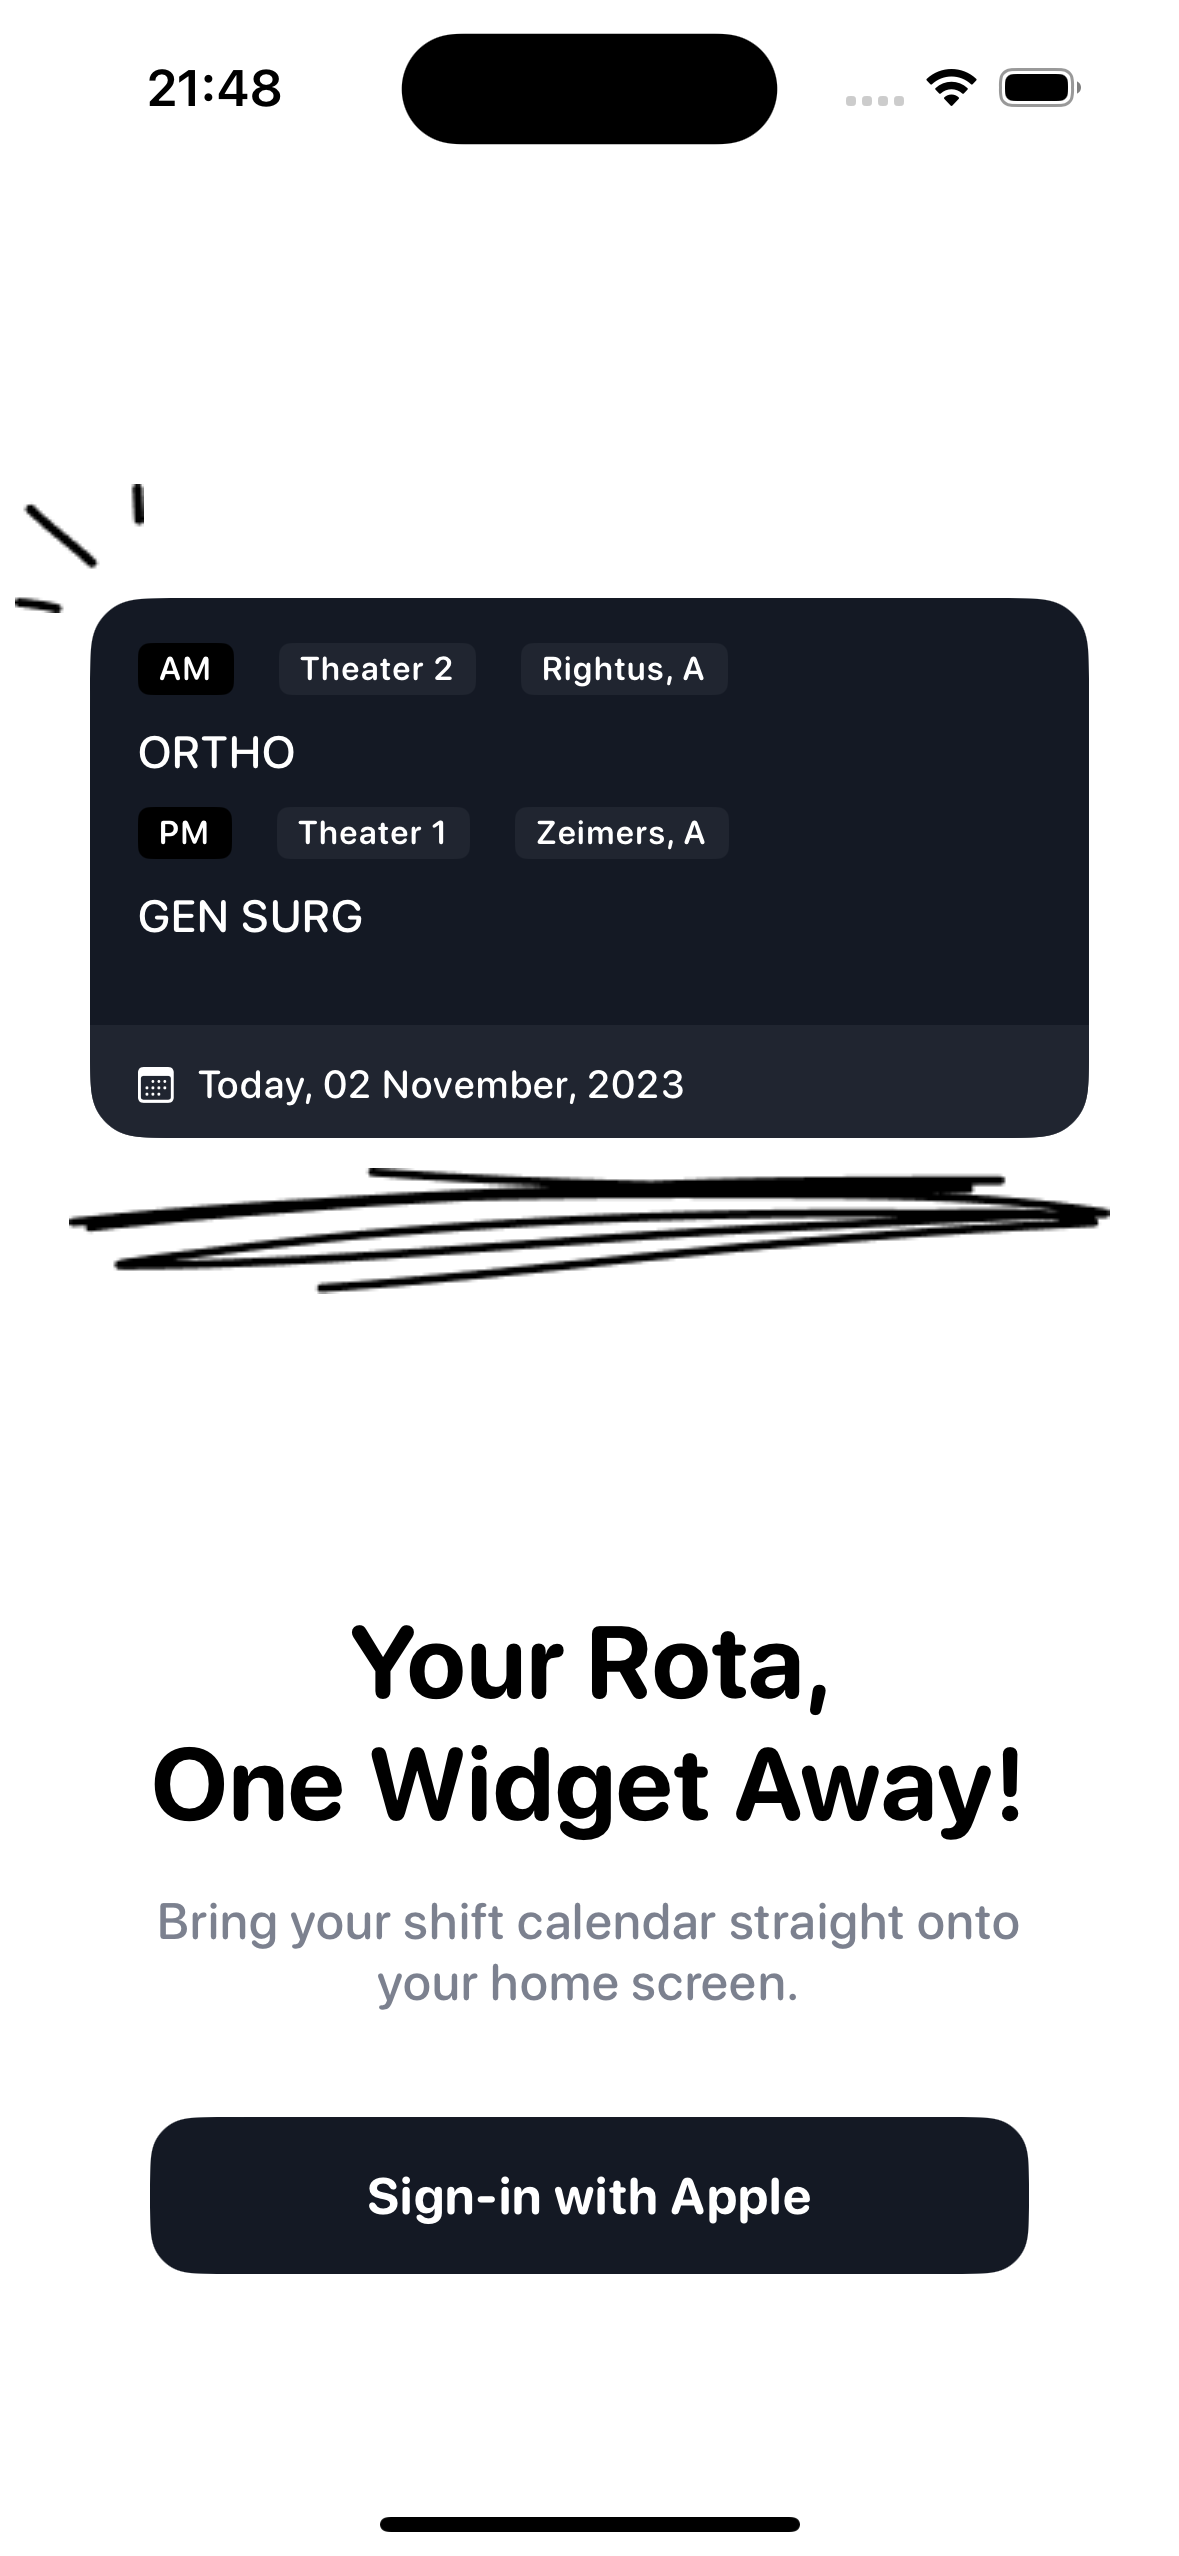 21:48
AM Theater 2 Rightus, A
ORTHO
PM Theater 1 Zeimers, A
GEN SURG
Today, 02 November, 2023
Your Rota,
One Widget Away!
Bring your shift calendar straight onto
your home screen.
Sign-in with Apple